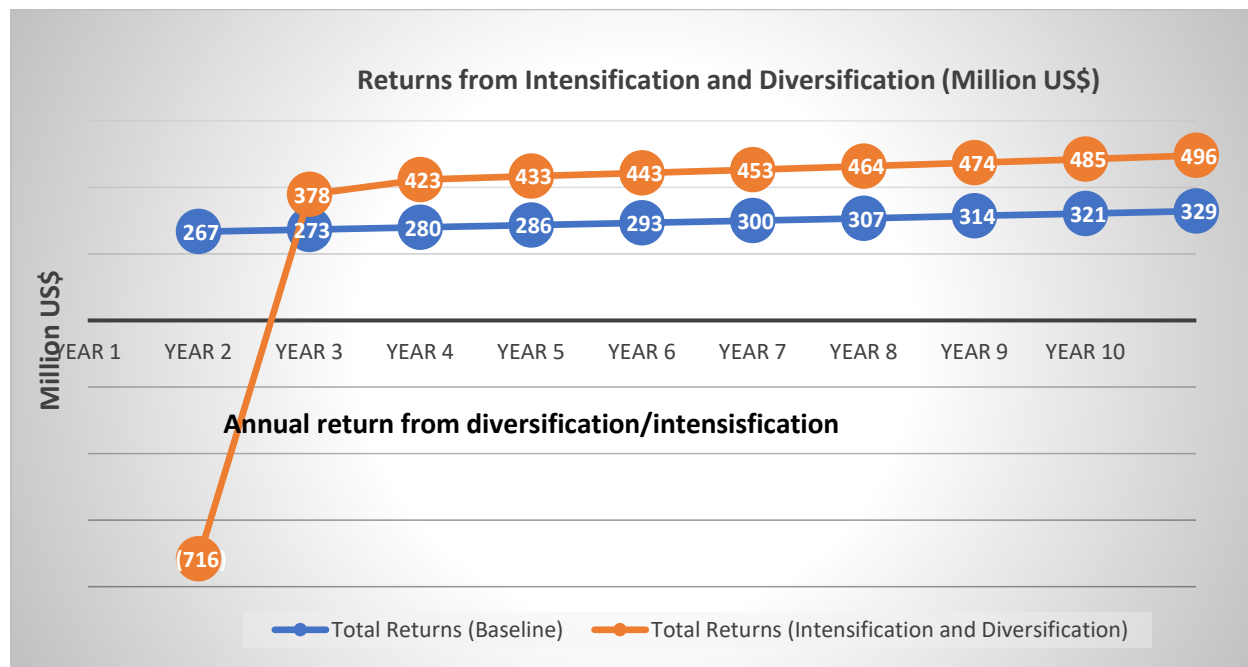 Returns from Intensification and Diversification (Million US$)
378 423 433 443 453 464 474 485 496
267 273 280 286 293 300 307 314 321 329
Million US$
YEAR 1 YEAR 2 YEAR 3 YEAR 4 YEAR 5 YEAR 6 YEAR 7 YEAR 8 YEAR 9 YEAR 10
Annual return from diversification/intensisfication
(716)
Total Returns (Baseline) Total Returns (Intensification and Diversification)